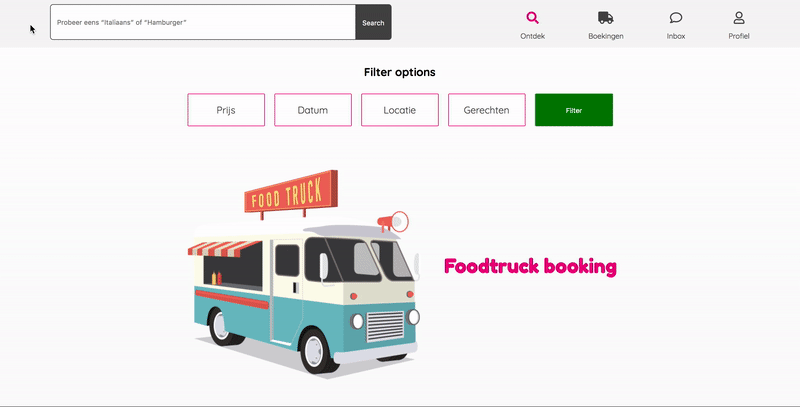 Probeer eens "Italiaans" of "Hamburger"
Search
Ontdek
Boekingen
Inbox
Profiel
Filter options
Prijs
Datum
Locatie
Gerechten
Filter
FOOD TRUCK
Foodtruck booking